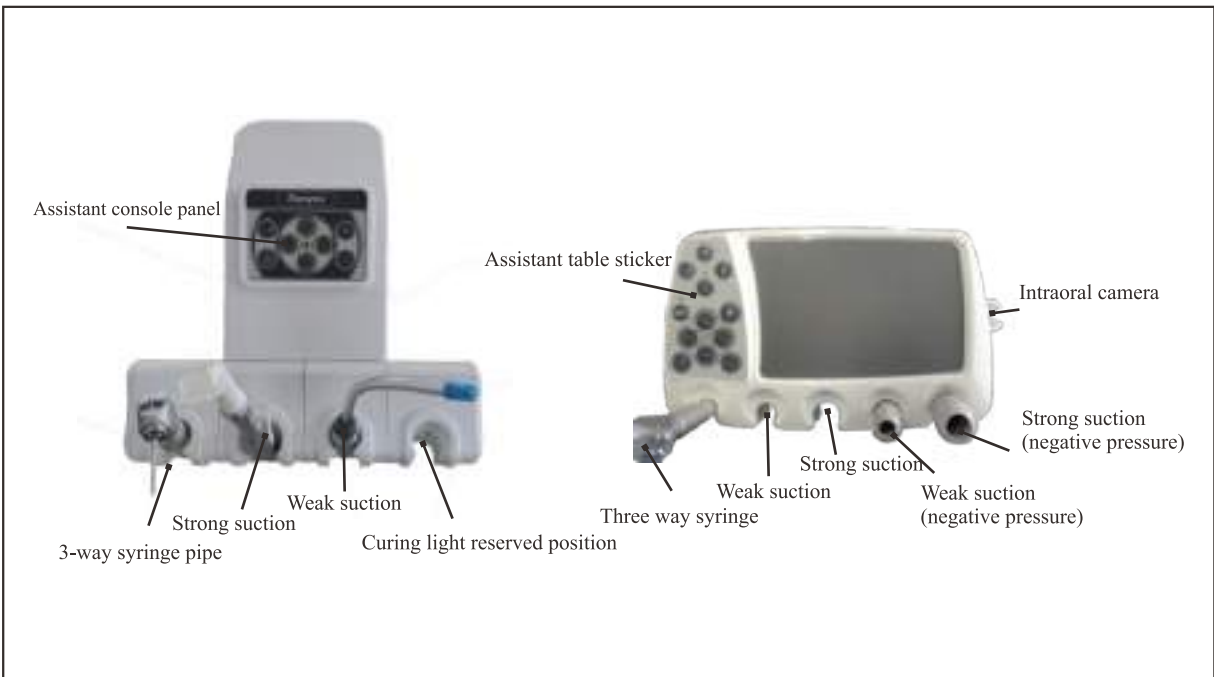 Assistant console panel
3-way syringe pipe
Strong suction
Weak suction
Curing light reserved position
Assistant table sticker
Intraoral camera
Three way syringe
Weak suction
Strong suction
Weak suction
(negative pressure)
Strong suction
(negative pressure)